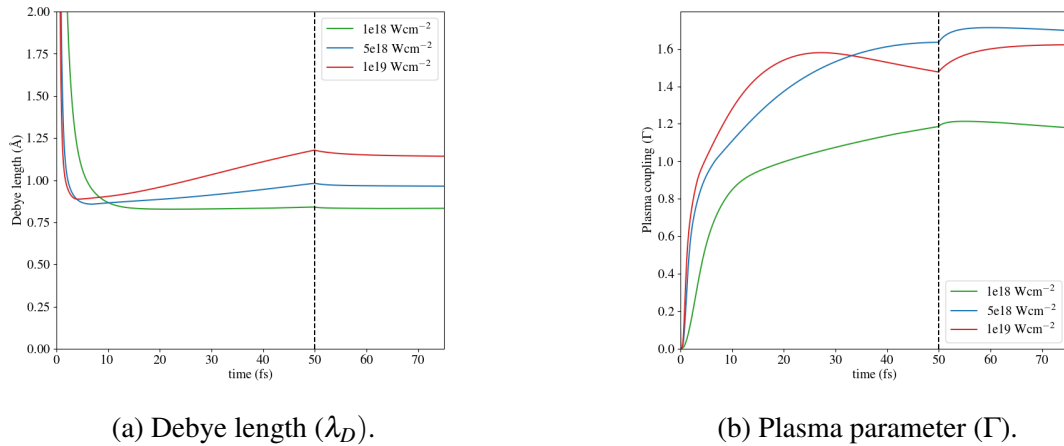 2.00
1.75
1.50
1.25
1.00
0.75
0.50
0.25
0.00
Debye length (Å)
1e18 Wcm⁻²
5e18 Wcm⁻²
1e19 Wcm⁻²
0 10 20 30 40 50 60 70
time (fs)
(a) Debye length (λ_D).
1.6
1.4
1.2
1.0
0.8
0.6
0.4
0.2
0.0
Plasma coupling (Γ)
1e18 Wcm⁻²
5e18 Wcm⁻²
1e19 Wcm⁻²
0 10 20 30 40 50 60 70
time (fs)
(b) Plasma parameter (Γ).